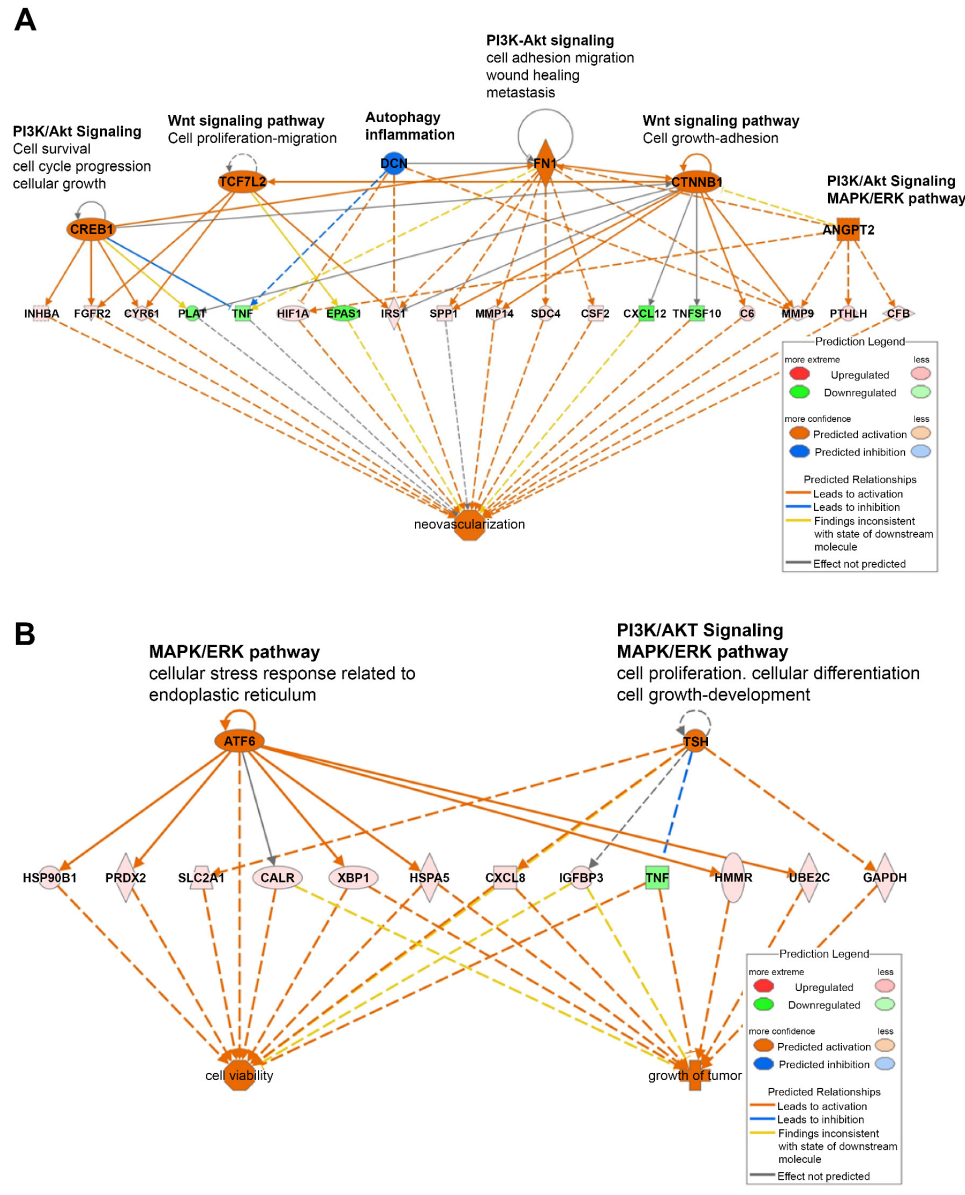 A
PI3K-Akt signaling
cell adhesion migration
wound healing
metastasis
PI3K/Akt Signaling
Cell survival
cell cycle progression
cellular growth
Wnt signaling pathway
Cell proliferation-migration
Autophagy
inflammation
Wnt signaling pathway
Cell growth-adhesion
PI3K/Akt Signaling
MAPK/ERK pathway
DCN
FN1
TCF7L2
CTNNB1
CREB1
ANGPT2
INHBA
FGFR2
CYR61
PLAT
TNF
HIF1A
EPAS1
IRS1
SPP1
MMP14
SDC4
CSF2
CXCL12
TNFSF10
C6
MMP9
PTHLH
CFB
neovascularization
Prediction Legend
more extreme less
Upregulated
Downregulated
more confidence less
Predicted activation
Predicted inhibition
Predicted Relationships
Leads to activation
Leads to inhibition
Findings inconsistent
with state of downstream
molecule
Effect not predicted
B
MAPK/ERK pathway
cellular stress response related to
endoplastic reticulum
PI3K/AKT Signaling
MAPK/ERK pathway
cell proliferation. cellular differentiation
cell growth-development
ATF6
TSH
HSP90B1
PRDX2
SLC2A1
CALR
XBP1
HSPA5
CXCL8
IGFBP3
TNF
HMMR
UBE2C
GAPDH
cell viability
growth of tumor
Prediction Legend
more extreme less
Upregulated
Downregulated
more confidence less
Predicted activation
Predicted inhibition
Predicted Relationships
Leads to activation
Leads to inhibition
Findings inconsistent
with state of downstream
molecule
Effect not predicted